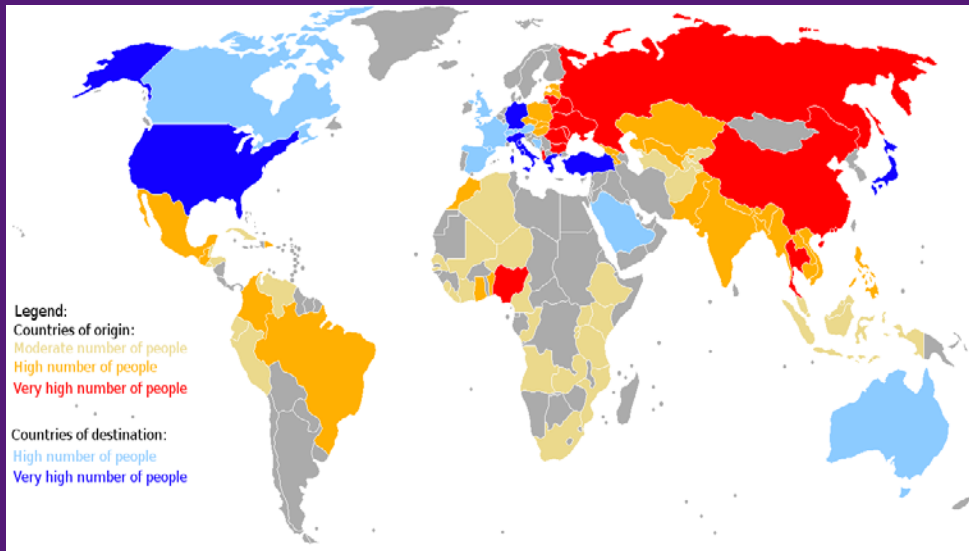 Legend:
Countries of origin:
Moderate number of people
High number of people
Very high number of people
Countries of destination:
High number of people
Very high number of people